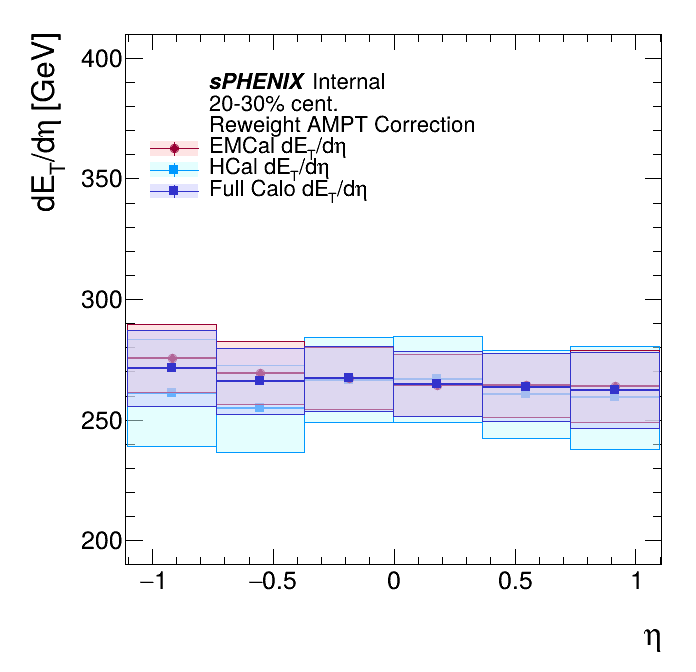 dE_T/dη [GeV]
400
350
300
250
200
sPHENIX Internal
20-30% cent.
Reweight AMPT Correction
EMCal dE_T/dη
HCal dE_T/dη
Full Calo dE_T/dη
−1 −0.5 0 0.5 1
η